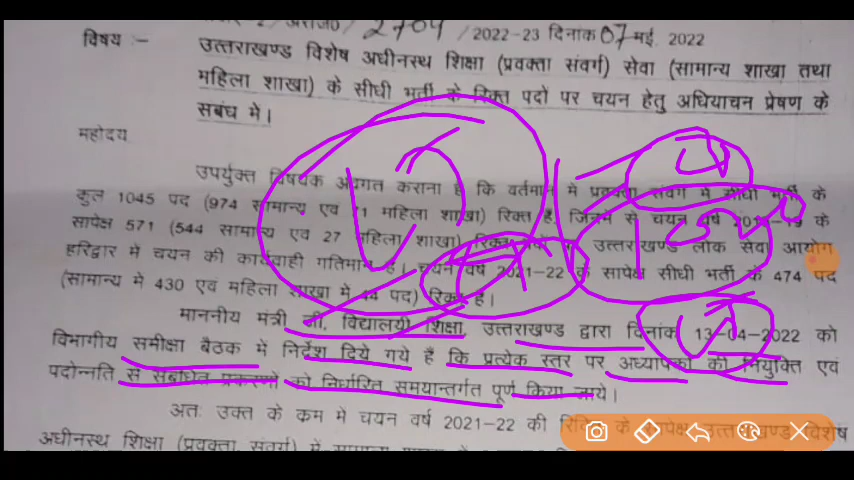 / 2022-23 दिनांक 07 मई, 2022
विषय :- उत्तराखण्ड विशेष अधीनस्थ शिक्षा (प्रवक्ता संवर्ग) सेवा (सामान्य शाखा तथा
महिला शाखा) के सीधी भर्ती के रिक्त पदों पर चयन हेतु अधियाचन प्रेषण के
सबंध मे।
महोदय
उपर्युक्त विषयक अवगत कराना है कि वर्तमान मे प्रवक्ता संवर्ग मे सीधी भर्ती के
कुल 1045 पद (974 सामान्य एव 71 महिला शाखा) रिक्त है, जिनमे से चयन वर्ष के
सापेक्ष 571 (544 सामान्य एव 27 महिला शाखा) रिक्त उत्तराखण्ड लोक सेवा आयोग
हरिद्वार मे चयन की कार्यवाही गतिमान है। चयन वर्ष 2021-22 के सापेक्ष सीधी भर्ती के 474 पद
(सामान्य मे 430 एवं महिला शाखा मे 44 पद) रिक्त है।
माननीय मंत्री जी, विद्यालयी शिक्षा, उत्तराखण्ड द्वारा दिनांक 13-04-2022 को
विभागीय समीक्षा बैठक में निर्देश दिये गये है कि प्रत्येक स्तर पर अध्यापको की नियुक्ति एवं
पदोन्नति से संबंधित प्रकरणों को निर्धारित समयान्तर्गत पूर्ण किया जाये।
अतः उक्त के कम मे चयन वर्ष 2021-22 की के सापेक्ष उत्तराखण्ड विशेष
अधीनस्थ शिक्षा (प्रवक्ता संवर्ग) में